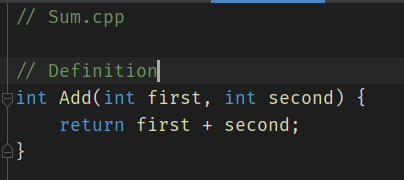 // Sum.cpp
// Definition
int Add(int first, int second) {
return first + second;
}